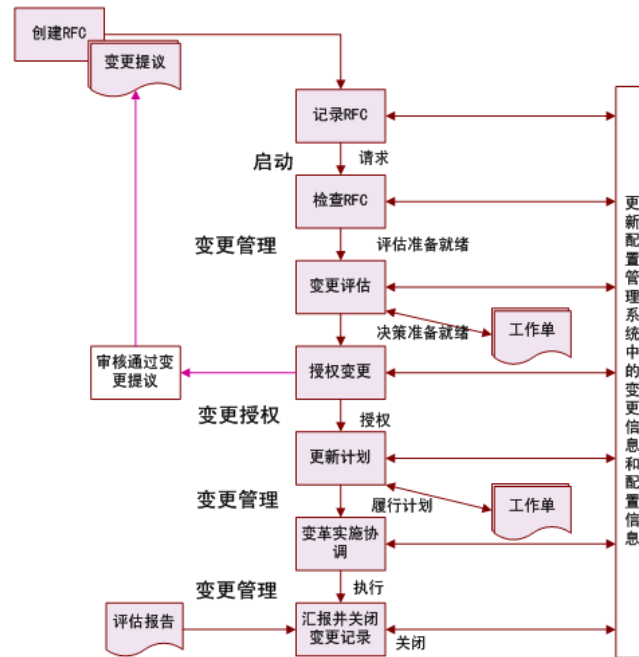 创建RFC
变更提议
记录RFC
启动
请求
检查RFC
变更管理
评估准备就绪
变更评估
决策准备就绪
工作单
审核通过变
更提议
授权变更
变更授权
授权
更新计划
变更管理
履行计划
工作单
变革实施协
调
变更管理
执行
评估报告
汇报并关闭
变更记录
关闭
更
新
配
置
管
理
系
统
中
的
变
更
信
息
和
配
置
信
息